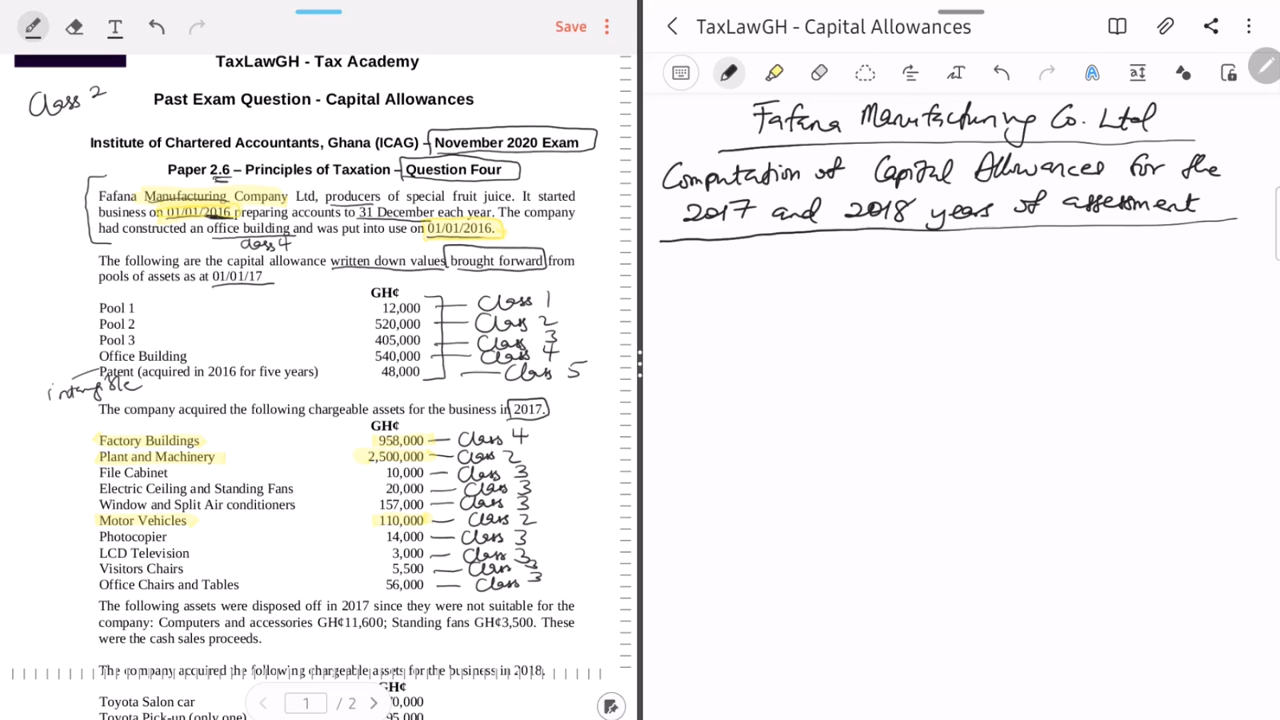 Save
TaxLawGH - Tax Academy
Class 2
Past Exam Question - Capital Allowances
Institute of Chartered Accountants, Ghana (ICAG) – November 2020 Exam
Paper 2.6 – Principles of Taxation – Question Four
Fafana Manufacturing Company Ltd, producers of special fruit juice. It started
business on 01/01/2016 preparing accounts to 31 December each year. The company
had constructed an office building and was put into use on 01/01/2016.
class 4
The following are the capital allowance written down values brought forward from
pools of assets as at 01/01/17
GH¢
Pool 1 12,000 Class 1
Pool 2 520,000 Class 2
Pool 3 405,000 Class 3
Office Building 540,000 Class 4
Patent (acquired in 2016 for five years) 48,000 Class 5
intangible
The company acquired the following chargeable assets for the business in 2017.
GH¢
Factory Buildings 958,000 Class 4
Plant and Machinery 2,500,000 Class 2
File Cabinet 10,000 Class 3
Electric Ceiling and Standing Fans 20,000 Class 3
Window and Split Air conditioners 157,000 Class 3
Motor Vehicles 110,000 Class 2
Photocopier 14,000 Class 3
LCD Television 3,000 Class 3
Visitors Chairs 5,500 Class 3
Office Chairs and Tables 56,000 Class 3
The following assets were disposed off in 2017 since they were not suitable for the
company: Computers and accessories GH¢11,600; Standing fans GH¢3,500. These
were the cash sales proceeds.
The company acquired the following chargeable assets for the business in 2018.
GH¢
Toyota Salon car
Toyota Pick-up (only one)
1 / 2
TaxLawGH - Capital Allowances
Fafana Manufacturing Co. Ltd
Computation of Capital Allowances for the
2017 and 2018 years of assessment